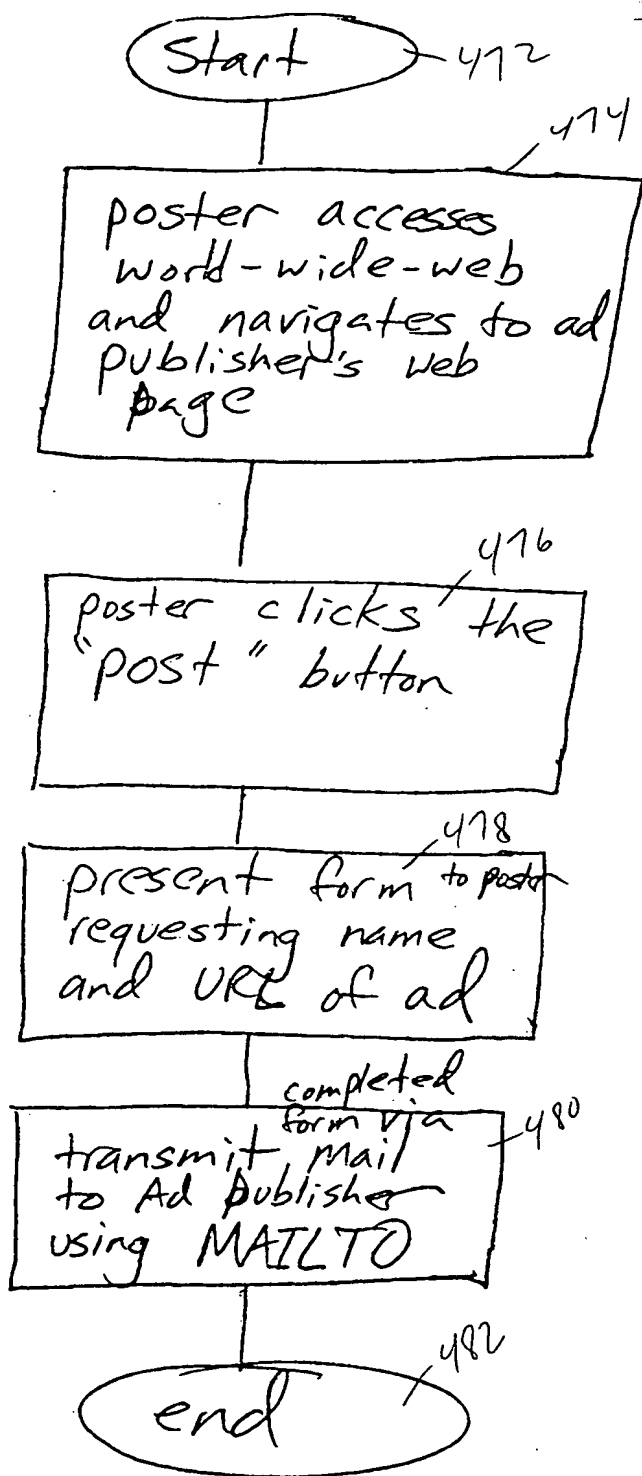 Start
472
474
poster accesses
world-wide-web
and navigates to ad
publisher's web
page
476
poster clicks the
"post" button
478
present form to poster
requesting name
and URL of ad
completed
form via
480
transmit mail
to Ad publisher
using MAILTO
482
end